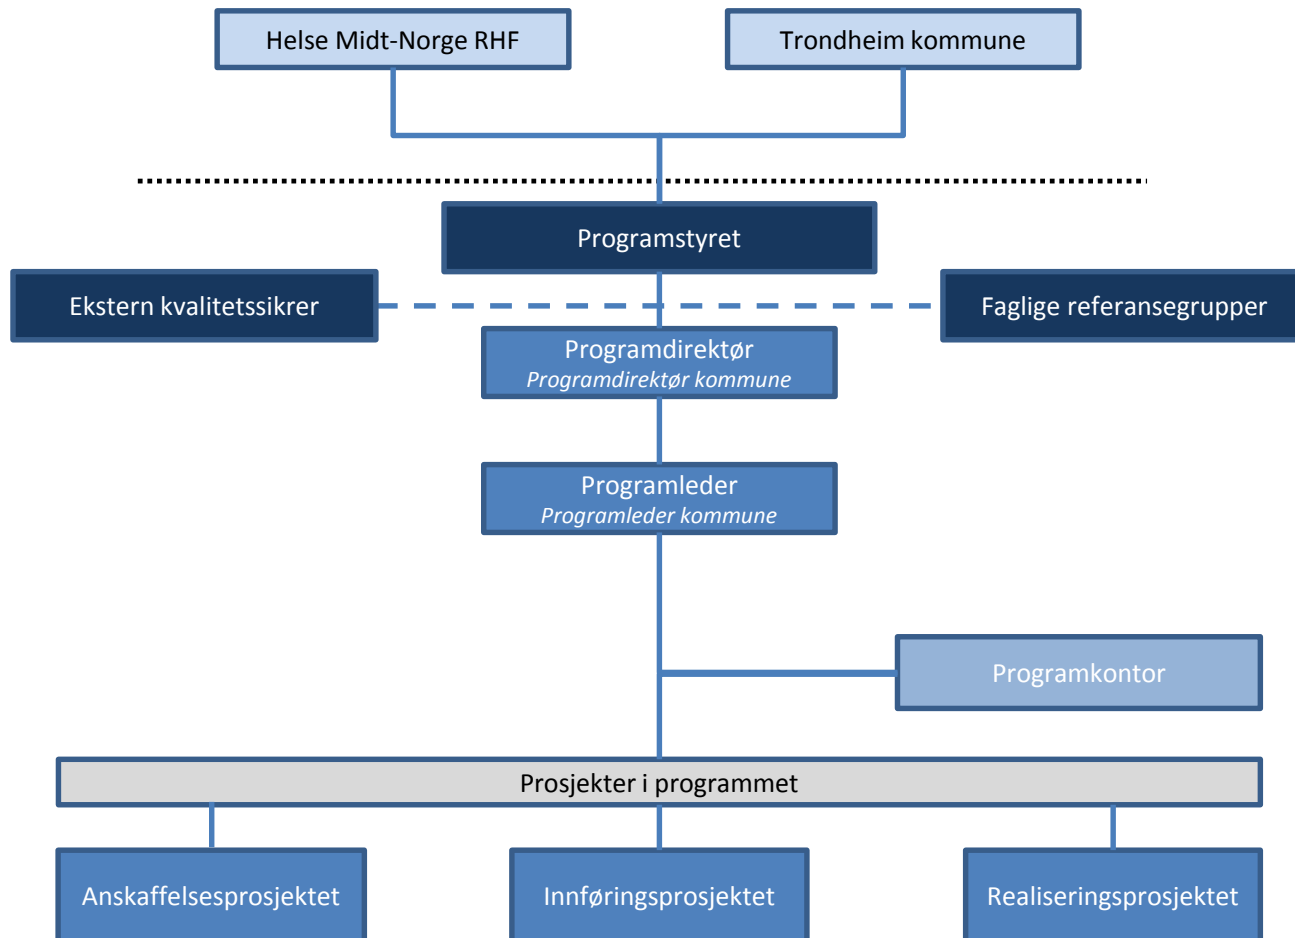 Helse Midt-Norge RHF
Trondheim kommune
Programstyret
Ekstern kvalitetssikrer
Faglige referansegrupper
Programdirektør
Programdirektør kommune
Programleder
Programleder kommune
Programkontor
Prosjekter i programmet
Anskaffelsesprosjektet
Innføringsprosjektet
Realiseringsprosjektet